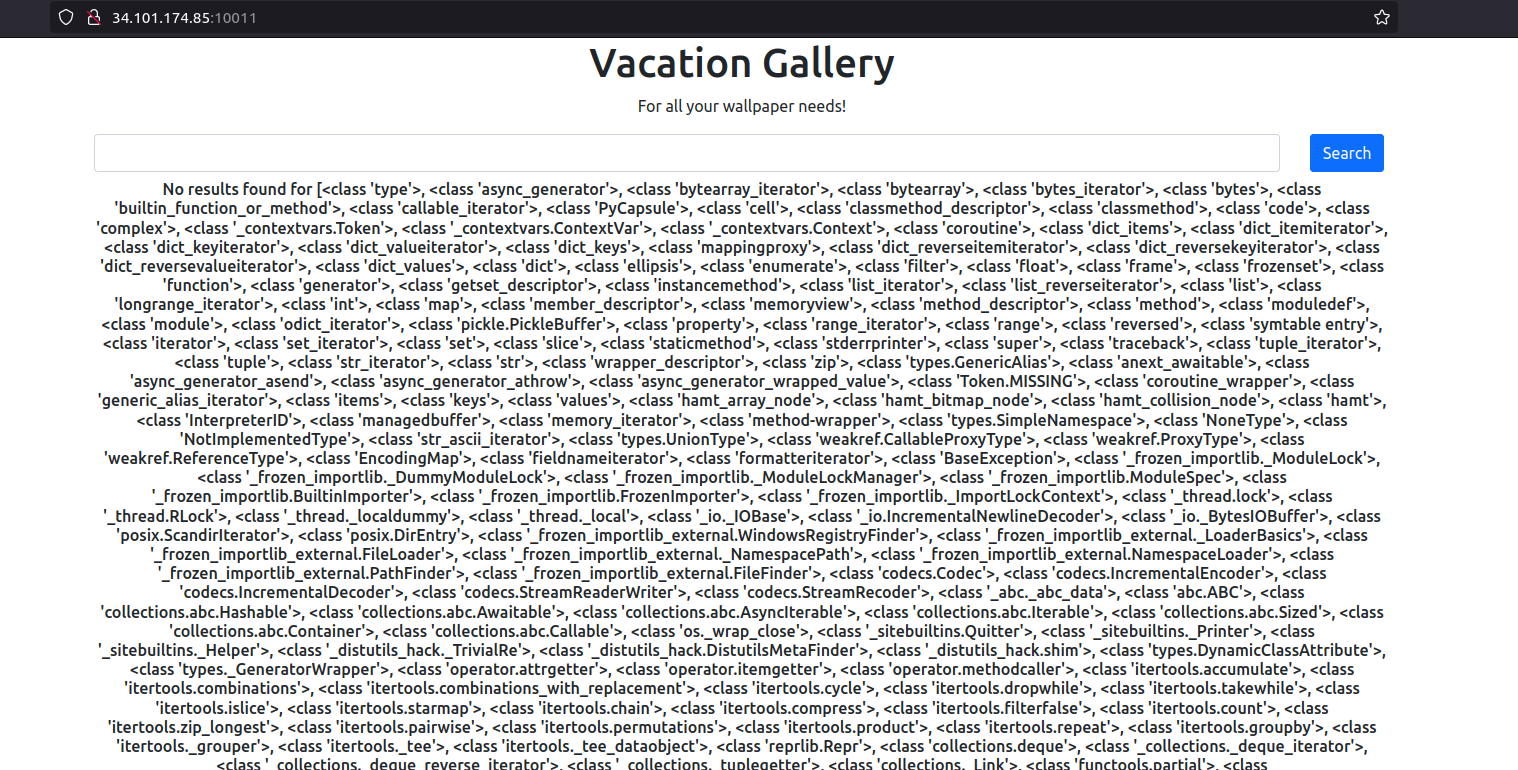 34.101.174.85:10011
Vacation Gallery
For all your wallpaper needs!
Search
No results found for [<class 'type'>, <class 'async_generator'>, <class 'bytearray_iterator'>, <class 'bytearray'>, <class 'bytes_iterator'>, <class 'bytes'>, <class
'builtin_function_or_method'>, <class 'callable_iterator'>, <class 'PyCapsule'>, <class 'cell'>, <class 'classmethod_descriptor'>, <class 'classmethod'>, <class 'code'>, <class
'complex'>, <class '_contextvars.Token'>, <class '_contextvars.ContextVar'>, <class '_contextvars.Context'>, <class 'coroutine'>, <class 'dict_items'>, <class 'dict_itemiterator'>,
<class 'dict_keyiterator'>, <class 'dict_valueiterator'>, <class 'dict_keys'>, <class 'mappingproxy'>, <class 'dict_reverseitemiterator'>, <class 'dict_reversekeyiterator'>, <class
'dict_reversevalueiterator'>, <class 'dict_values'>, <class 'dict'>, <class 'ellipsis'>, <class 'enumerate'>, <class 'filter'>, <class 'float'>, <class 'frame'>, <class 'frozenset'>, <class
'function'>, <class 'generator'>, <class 'getset_descriptor'>, <class 'instancemethod'>, <class 'list_iterator'>, <class 'list_reverseiterator'>, <class 'list'>, <class
'longrange_iterator'>, <class 'int'>, <class 'map'>, <class 'member_descriptor'>, <class 'memoryview'>, <class 'method_descriptor'>, <class 'method'>, <class 'moduledef'>,
<class 'module'>, <class 'odict_iterator'>, <class 'pickle.PickleBuffer'>, <class 'property'>, <class 'range_iterator'>, <class 'range'>, <class 'reversed'>, <class 'symtable entry'>,
<class 'iterator'>, <class 'set_iterator'>, <class 'set'>, <class 'slice'>, <class 'staticmethod'>, <class 'stderrprinter'>, <class 'super'>, <class 'traceback'>, <class 'tuple_iterator'>,
<class 'tuple'>, <class 'str_iterator'>, <class 'str'>, <class 'wrapper_descriptor'>, <class 'zip'>, <class 'types.GenericAlias'>, <class 'anext_awaitable'>, <class
'async_generator_asend'>, <class 'async_generator_athrow'>, <class 'async_generator_wrapped_value'>, <class 'Token.MISSING'>, <class 'coroutine_wrapper'>, <class
'generic_alias_iterator'>, <class 'items'>, <class 'keys'>, <class 'values'>, <class 'hamt_array_node'>, <class 'hamt_bitmap_node'>, <class 'hamt_collision_node'>, <class 'hamt'>,
<class 'InterpreterID'>, <class 'managedbuffer'>, <class 'memory_iterator'>, <class 'method-wrapper'>, <class 'types.SimpleNamespace'>, <class 'NoneType'>, <class
'NotImplementedType'>, <class 'str_ascii_iterator'>, <class 'types.UnionType'>, <class 'weakref.CallableProxyType'>, <class 'weakref.ProxyType'>, <class
'weakref.ReferenceType'>, <class 'EncodingMap'>, <class 'fieldnameiterator'>, <class 'formatteriterator'>, <class 'BaseException'>, <class '_frozen_importlib._ModuleLock'>,
<class '_frozen_importlib._DummyModuleLock'>, <class '_frozen_importlib._ModuleLockManager'>, <class '_frozen_importlib.ModuleSpec'>, <class
'_frozen_importlib.BuiltinImporter'>, <class '_frozen_importlib.FrozenImporter'>, <class '_frozen_importlib._ImportLockContext'>, <class '_thread.lock'>, <class
'_thread.RLock'>, <class '_thread._localdummy'>, <class '_thread._local'>, <class '_io._IOBase'>, <class '_io.IncrementalNewlineDecoder'>, <class '_io._BytesIOBuffer'>, <class
'posix.ScandirIterator'>, <class 'posix.DirEntry'>, <class '_frozen_importlib_external.WindowsRegistryFinder'>, <class '_frozen_importlib_external._LoaderBasics'>, <class
'_frozen_importlib_external.FileLoader'>, <class '_frozen_importlib_external._NamespacePath'>, <class '_frozen_importlib_external.NamespaceLoader'>, <class
'_frozen_importlib_external.PathFinder'>, <class '_frozen_importlib_external.FileFinder'>, <class 'codecs.Codec'>, <class 'codecs.IncrementalEncoder'>, <class
'codecs.IncrementalDecoder'>, <class 'codecs.StreamReaderWriter'>, <class 'codecs.StreamRecoder'>, <class '_abc._abc_data'>, <class 'abc.ABC'>, <class
'collections.abc.Hashable'>, <class 'collections.abc.Awaitable'>, <class 'collections.abc.AsyncIterable'>, <class 'collections.abc.Iterable'>, <class 'collections.abc.Sized'>, <class
'collections.abc.Container'>, <class 'collections.abc.Callable'>, <class 'os._wrap_close'>, <class '_sitebuiltins.Quitter'>, <class '_sitebuiltins._Printer'>, <class
'_sitebuiltins._Helper'>, <class '_distutils_hack._TrivialRe'>, <class '_distutils_hack.DistutilsMetaFinder'>, <class '_distutils_hack.shim'>, <class 'types.DynamicClassAttribute'>,
<class 'types._GeneratorWrapper'>, <class 'operator.attrgetter'>, <class 'operator.itemgetter'>, <class 'operator.methodcaller'>, <class 'itertools.accumulate'>, <class
'itertools.combinations'>, <class 'itertools.combinations_with_replacement'>, <class 'itertools.cycle'>, <class 'itertools.dropwhile'>, <class 'itertools.takewhile'>, <class
'itertools.islice'>, <class 'itertools.starmap'>, <class 'itertools.chain'>, <class 'itertools.compress'>, <class 'itertools.filterfalse'>, <class 'itertools.count'>, <class
'itertools.zip_longest'>, <class 'itertools.pairwise'>, <class 'itertools.permutations'>, <class 'itertools.product'>, <class 'itertools.repeat'>, <class 'itertools.groupby'>, <class
'itertools._grouper'>, <class 'itertools._tee'>, <class 'itertools._tee_dataobject'>, <class 'reprlib.Repr'>, <class 'collections.deque'>, <class '_collections._deque_iterator'>,
<class '_collections._deque_reverse_iterator'>, <class '_collections._tuplegetter'>, <class 'collections._Link'>, <class 'functools.partial'>, <class